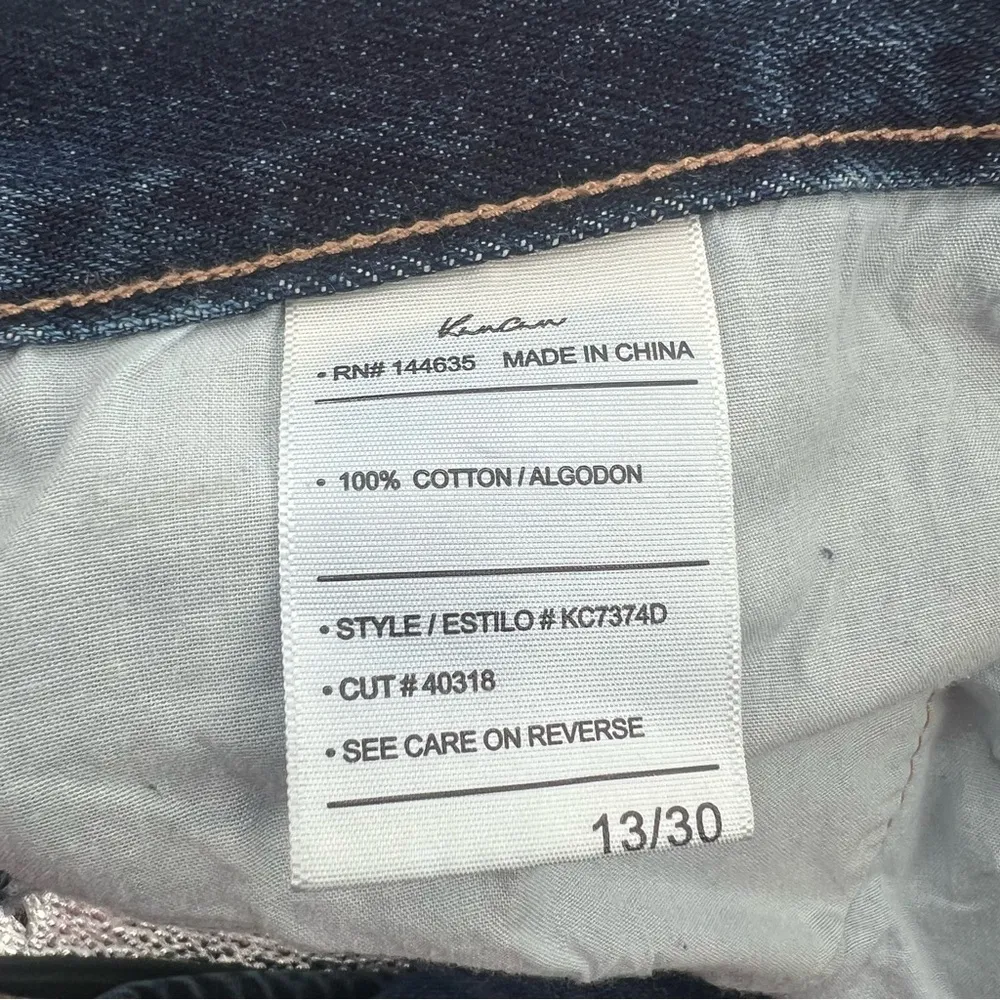 KanCan
• RN# 144635 MADE IN CHINA
• 100% COTTON / ALGODON
• STYLE / ESTILO # KC7374D
• CUT # 40318
• SEE CARE ON REVERSE
13/30